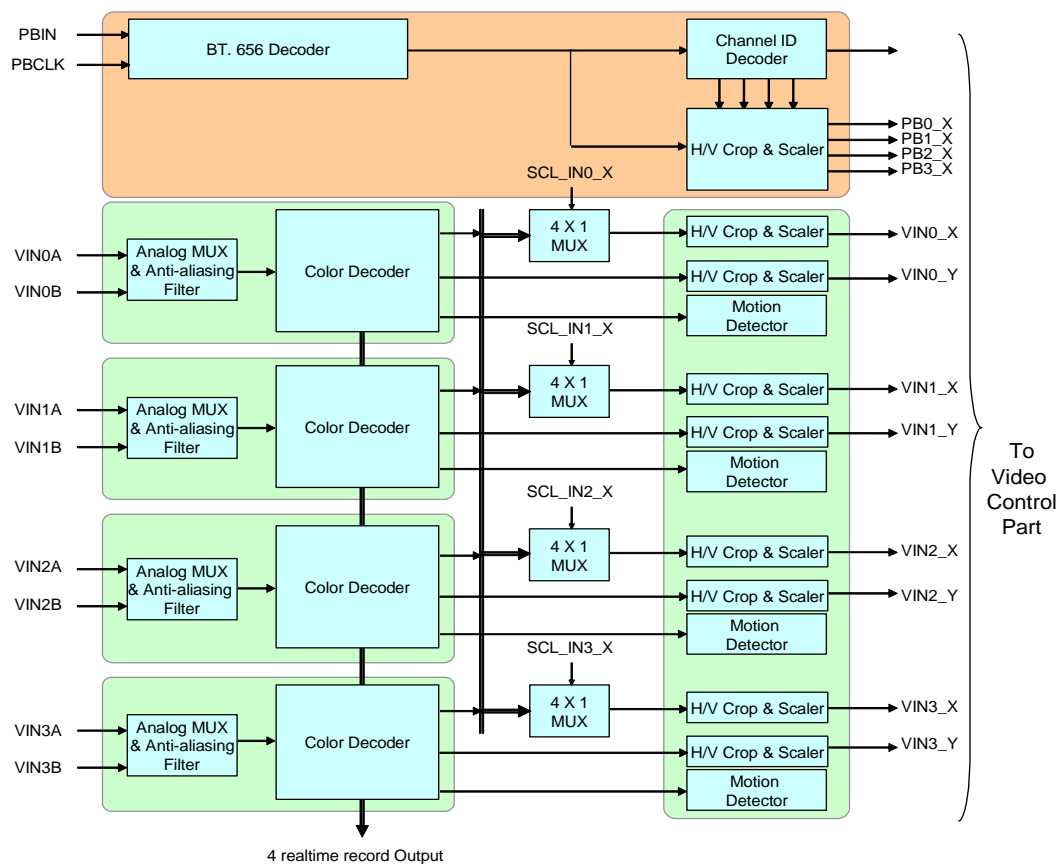 PBIN
PBCLK
BT. 656 Decoder
Channel ID
Decoder
H/V Crop & Scaler
PB0_X
PB1_X
PB2_X
PB3_X
SCL_IN0_X
4 X 1
MUX
VIN0A
VIN0B
Analog MUX
& Anti-aliasing
Filter
Color Decoder
H/V Crop & Scaler
VIN0_X
H/V Crop & Scaler
VIN0_Y
Motion
Detector
SCL_IN1_X
4 X 1
MUX
VIN1A
VIN1B
Analog MUX
& Anti-aliasing
Filter
Color Decoder
H/V Crop & Scaler
VIN1_X
H/V Crop & Scaler
VIN1_Y
Motion
Detector
To
Video
Control
Part
SCL_IN2_X
4 X 1
MUX
VIN2A
VIN2B
Analog MUX
& Anti-aliasing
Filter
Color Decoder
H/V Crop & Scaler
VIN2_X
H/V Crop & Scaler
VIN2_Y
Motion
Detector
SCL_IN3_X
4 X 1
MUX
VIN3A
VIN3B
Analog MUX
& Anti-aliasing
Filter
Color Decoder
H/V Crop & Scaler
VIN3_X
H/V Crop & Scaler
VIN3_Y
Motion
Detector
4 realtime record Output